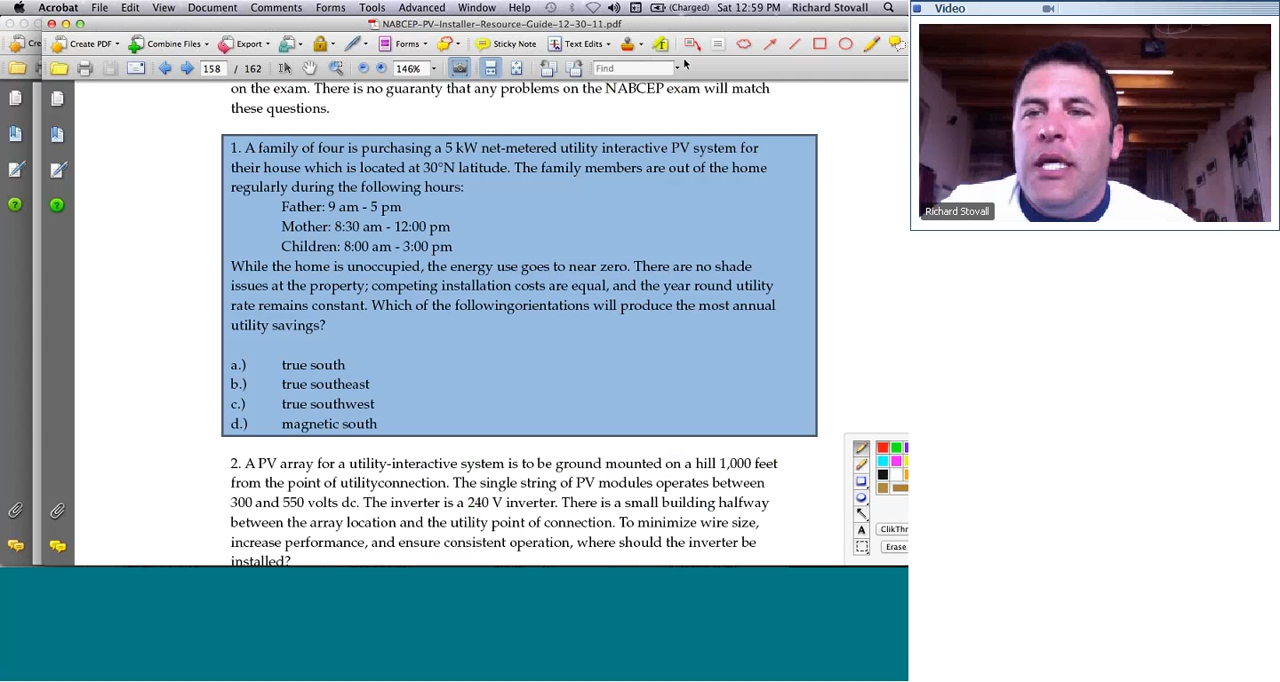 Acrobat File Edit View Document Comments Forms Tools Advanced Window Help (Charged) Sat 12:59 PM Richard Stovall
NABCEP-PV-Installer-Resource-Guide-12-30-11.pdf
Cre Create PDF Combine Files Export Forms Sticky Note Text Edits
158 / 162 146% Find
on the exam. There is no guaranty that any problems on the NABCEP exam will match
these questions.
1. A family of four is purchasing a 5 kW net-metered utility interactive PV system for
their house which is located at 30°N latitude. The family members are out of the home
regularly during the following hours:
Father: 9 am - 5 pm
Mother: 8:30 am - 12:00 pm
Children: 8:00 am - 3:00 pm
While the home is unoccupied, the energy use goes to near zero. There are no shade
issues at the property; competing installation costs are equal, and the year round utility
rate remains constant. Which of the followingorientations will produce the most annual
utility savings?
a.) true south
b.) true southeast
c.) true southwest
d.) magnetic south
2. A PV array for a utility-interactive system is to be ground mounted on a hill 1,000 feet
from the point of utilityconnection. The single string of PV modules operates between
300 and 550 volts dc. The inverter is a 240 V inverter. There is a small building halfway
between the array location and the utility point of connection. To minimize wire size,
increase performance, and ensure consistent operation, where should the inverter be
installed?
A
ClikThr
Erase
Video
Richard Stovall